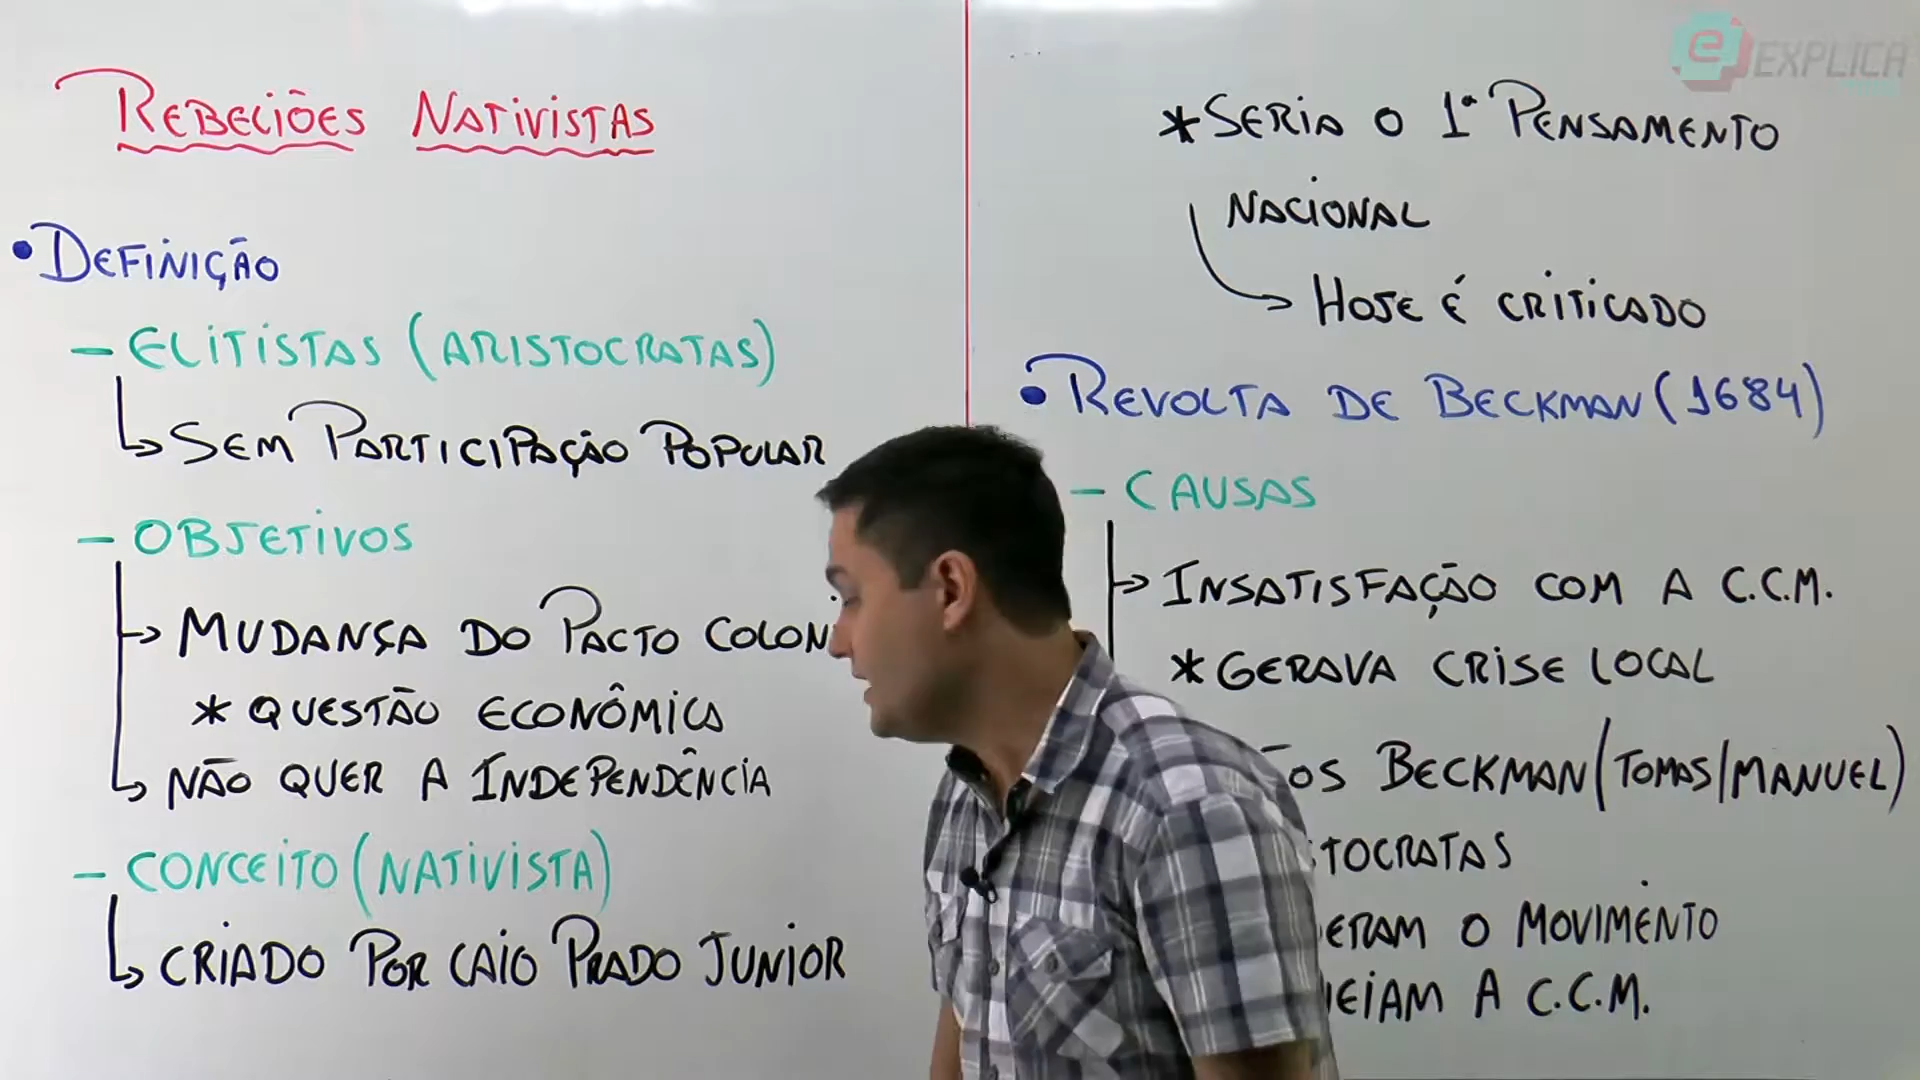 REBELIÕES NATIVISTAS
• DEFINIÇÃO
- ELITISTAS (ARISTOCRATAS)
SEM PARTICIPAÇÃO POPULAR
- OBJETIVOS
MUDANÇA DO PACTO
* QUESTÃO ECONÔMICA
NÃO QUER A INDEPENDÊNCIA
- CONCEITO (NATIVISTA)
CRIADO POR CAIO PRADO JUNIOR
e EXPLICA
* SERIA O 1º PENSAMENTO
NACIONAL
HOJE É CRITICADO
• REVOLTA DE BECKMAN (1684)
- CAUSAS
INSATISFAÇÃO COM A C.C.M.
* GERAVA CRISE LOCAL
BECKMAN (TOMAS/MANUEL)
O MOVIMENTO
A C.C.M.